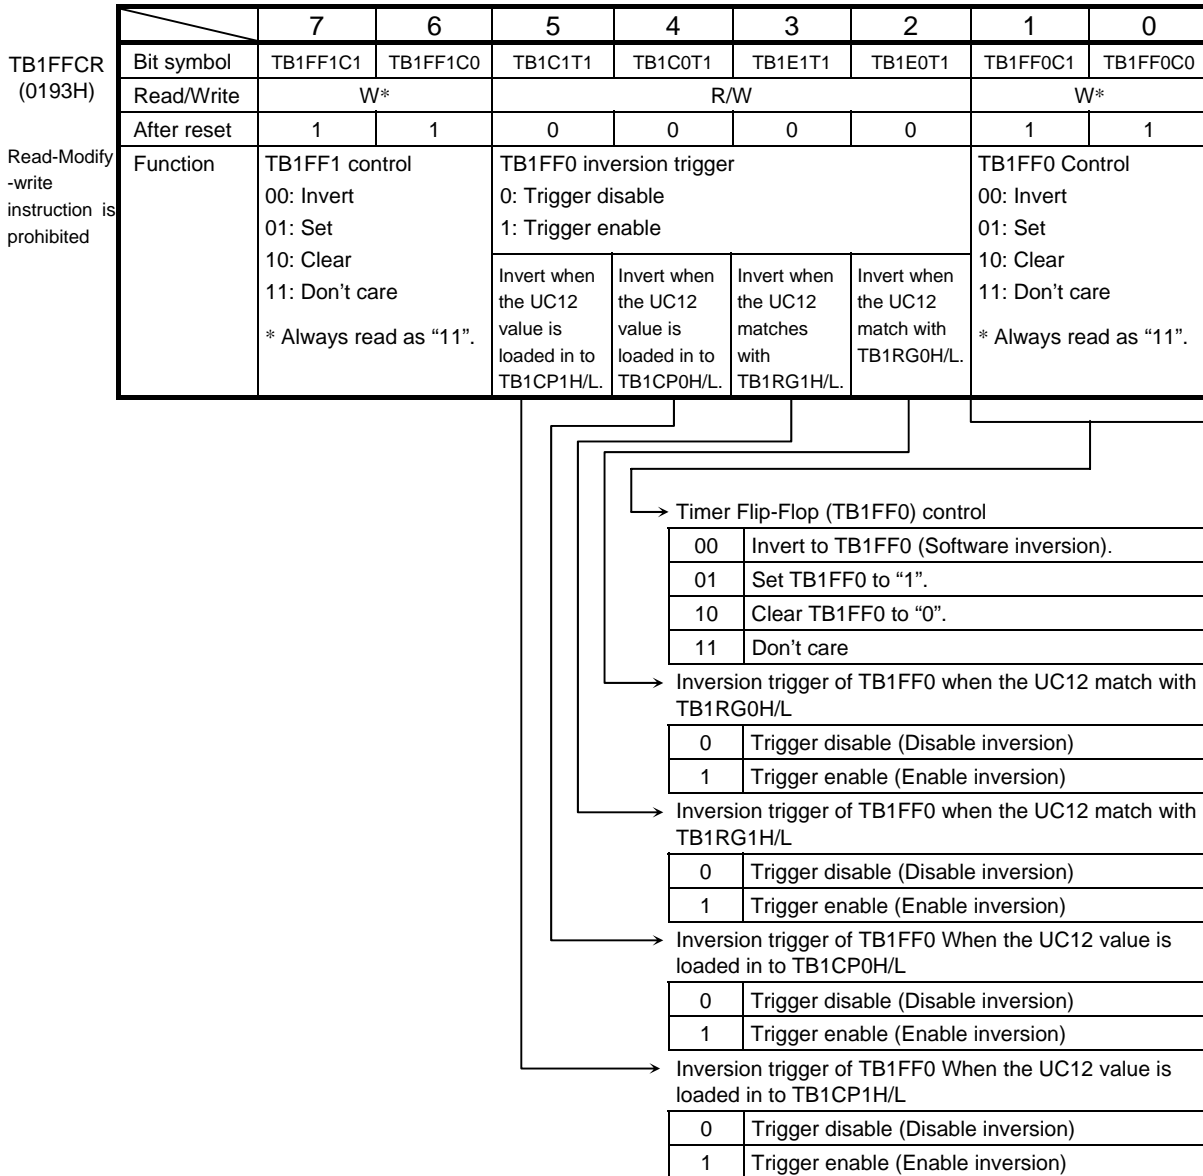 7 6 5 4 3 2 1 0
TB1FFCR
(0193H)
Bit symbol TB1FF1C1 TB1FF1C0 TB1C1T1 TB1C0T1 TB1E1T1 TB1E0T1 TB1FF0C1 TB1FF0C0
Read/Write W* R/W W*
After reset 1 1 0 0 0 0 1 1
Read-Modify
-write
instruction is
prohibited
Function
TB1FF1 control
00: Invert
01: Set
10: Clear
11: Don't care
* Always read as “11”.
TB1FF0 inversion trigger
0: Trigger disable
1: Trigger enable
Invert when
the UC12
value is
loaded in to
TB1CP1H/L.
Invert when
the UC12
value is
loaded in to
TB1CP0H/L.
Invert when
the UC12
matches
with
TB1RG1H/L.
Invert when
the UC12
match with
TB1RG0H/L.
TB1FF0 Control
00: Invert
01: Set
10: Clear
11: Don't care
* Always read as “11”.
Timer Flip-Flop (TB1FF0) control
00 Invert to TB1FF0 (Software inversion).
01 Set TB1FF0 to “1”.
10 Clear TB1FF0 to “0”.
11 Don't care
Inversion trigger of TB1FF0 when the UC12 match with
TB1RG0H/L
0 Trigger disable (Disable inversion)
1 Trigger enable (Enable inversion)
Inversion trigger of TB1FF0 when the UC12 match with
TB1RG1H/L
0 Trigger disable (Disable inversion)
1 Trigger enable (Enable inversion)
Inversion trigger of TB1FF0 When the UC12 value is
loaded in to TB1CP0H/L
0 Trigger disable (Disable inversion)
1 Trigger enable (Enable inversion)
Inversion trigger of TB1FF0 When the UC12 value is
loaded in to TB1CP1H/L
0 Trigger disable (Disable inversion)
1 Trigger enable (Enable inversion)